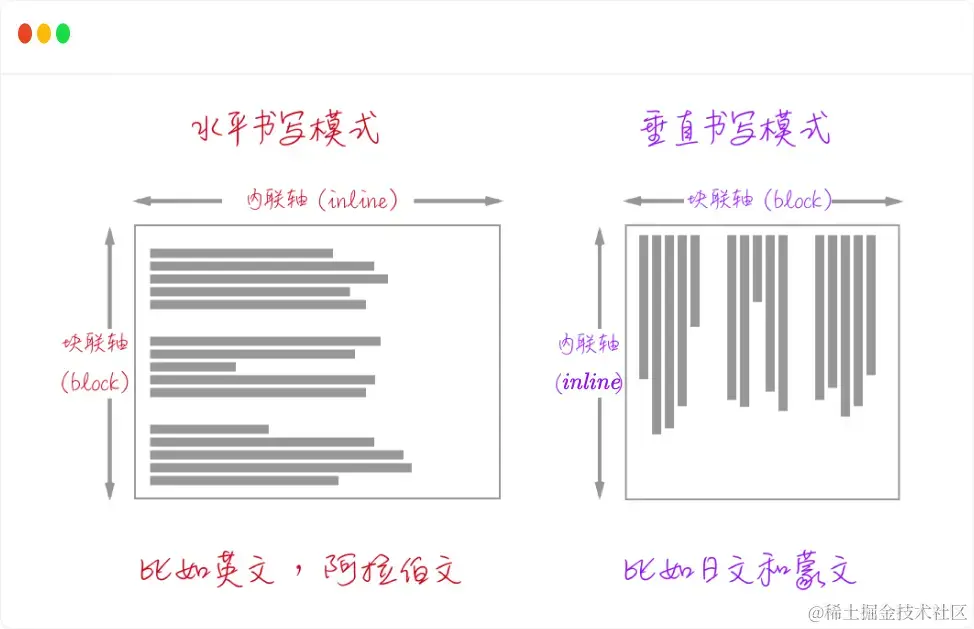 水平书写模式
垂直书写模式
内联轴 (inline)
块联轴 (block)
块联轴
(block)
内联轴
(inline)
比如英文，阿拉伯文
比如日文和蒙文
@稀土掘金技术社区